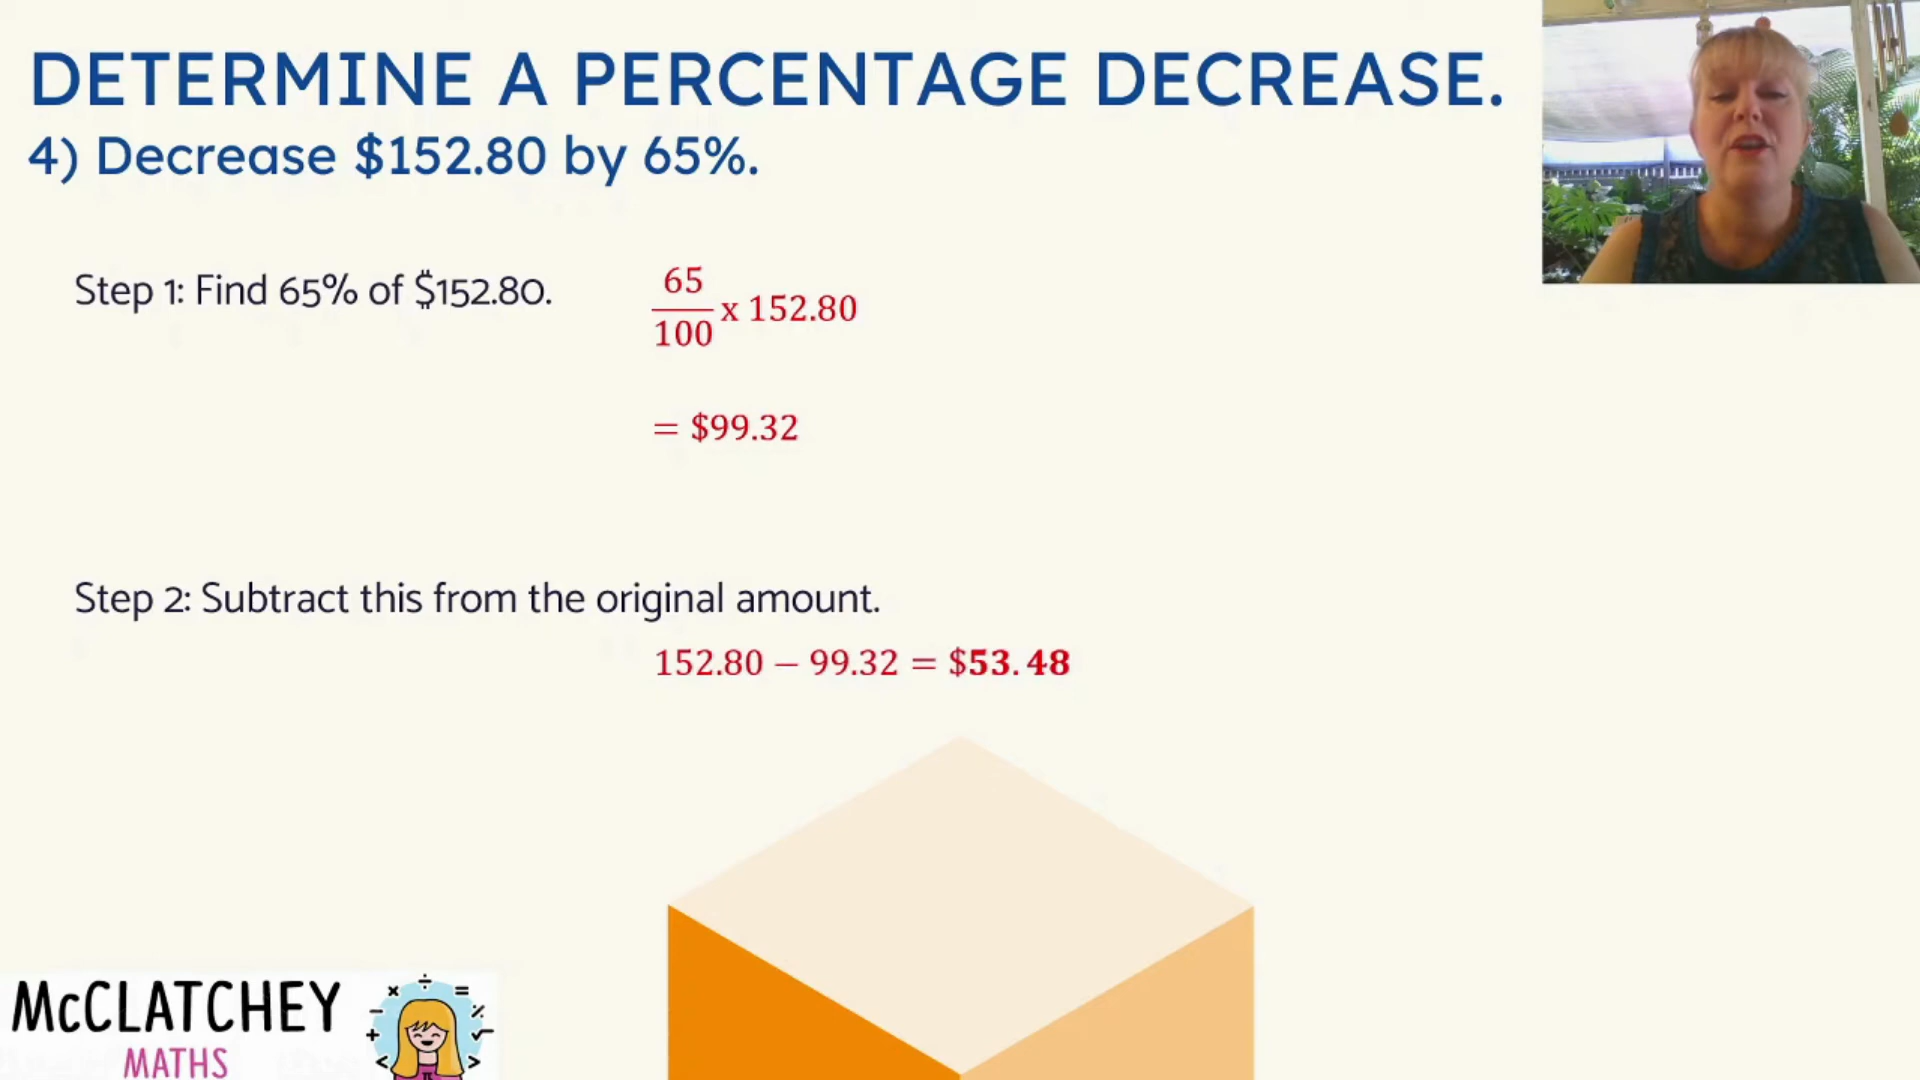 DETERMINE A PERCENTAGE DECREASE.
4) Decrease $152.80 by 65%.
Step 1: Find 65% of $152.80.
65
100
x 152.80
= $99.32
Step 2: Subtract this from the original amount.
152.80 − 99.32 = $53.48
McCLATCHEY
MATHS